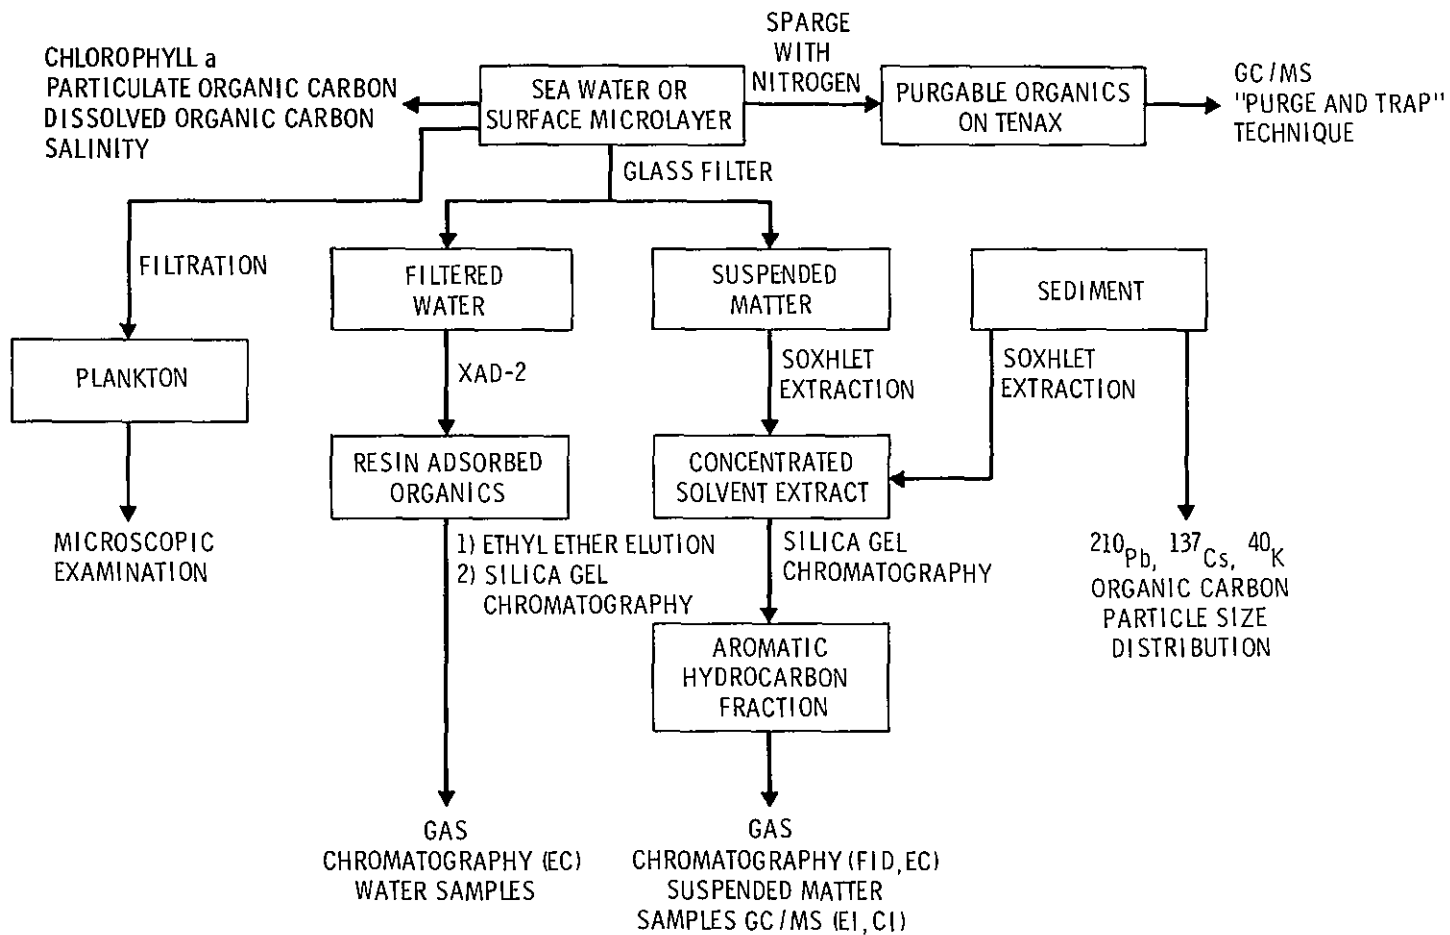 CHLOROPHYLL a
PARTICULATE ORGANIC CARBON
DISSOLVED ORGANIC CARBON
SALINITY
SEA WATER OR
SURFACE MICROLAYER
SPARGE
WITH
NITROGEN
PURGABLE ORGANICS
ON TENAX
GC/MS
"PURGE AND TRAP"
TECHNIQUE
GLASS FILTER
FILTRATION
FILTERED
WATER
SUSPENDED
MATTER
SEDIMENT
PLANKTON
XAD-2
SOXHLET
EXTRACTION
SOXHLET
EXTRACTION
RESIN ADSORBED
ORGANICS
CONCENTRATED
SOLVENT EXTRACT
MICROSCOPIC
EXAMINATION
1) ETHYL ETHER ELUTION
2) SILICA GEL
CHROMATOGRAPHY
SILICA GEL
CHROMATOGRAPHY
210Pb, 137Cs, 40K
ORGANIC CARBON
PARTICLE SIZE
DISTRIBUTION
AROMATIC
HYDROCARBON
FRACTION
GAS
CHROMATOGRAPHY (EC)
WATER SAMPLES
GAS
CHROMATOGRAPHY (FID, EC)
SUSPENDED MATTER
SAMPLES GC/MS (EI, CI)